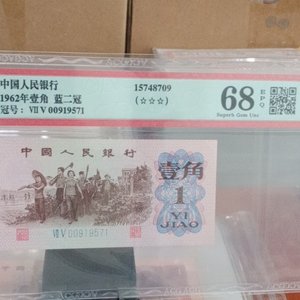 中国人民银行
15748709
1962年壹角 蓝二冠
(☆☆☆)
冠号: VII V 00919571
68
EPQ
Superb Gem Unc
中国人民银行
壹角
1
YI
JIAO
VII V 00919571